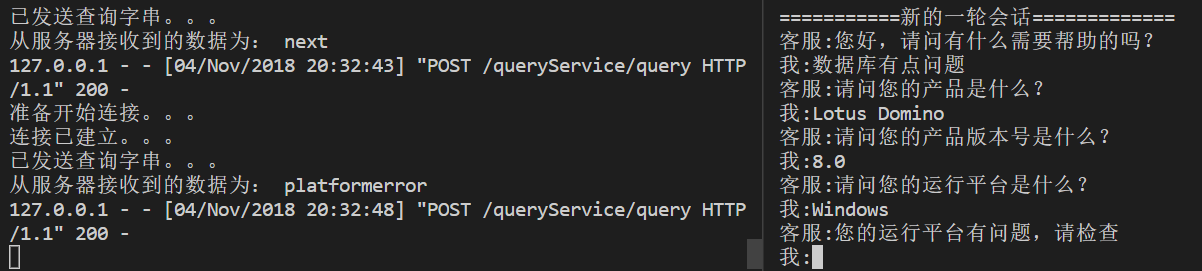 已发送查询字串。。。
从服务器接收到的数据为： next
127.0.0.1 - - [04/Nov/2018 20:32:43] "POST /queryService/query HTTP
/1.1" 200 -
准备开始连接。。。
连接已建立。。。
已发送查询字串。。。
从服务器接收到的数据为： platformerror
127.0.0.1 - - [04/Nov/2018 20:32:48] "POST /queryService/query HTTP
/1.1" 200 -
===========新的一轮会话=============
客服:您好，请问有什么需要帮助的吗？
我:数据库有点问题
客服:请问您的产品是什么？
我:Lotus Domino
客服:请问您的产品版本号是什么？
我:8.0
客服:请问您的运行平台是什么？
我:Windows
客服:您的运行平台有问题，请检查
我: